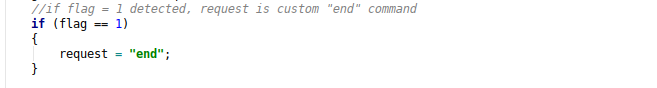 //if flag = 1 detected, request is custom "end" command
if (flag == 1)
{
    request = "end";
}